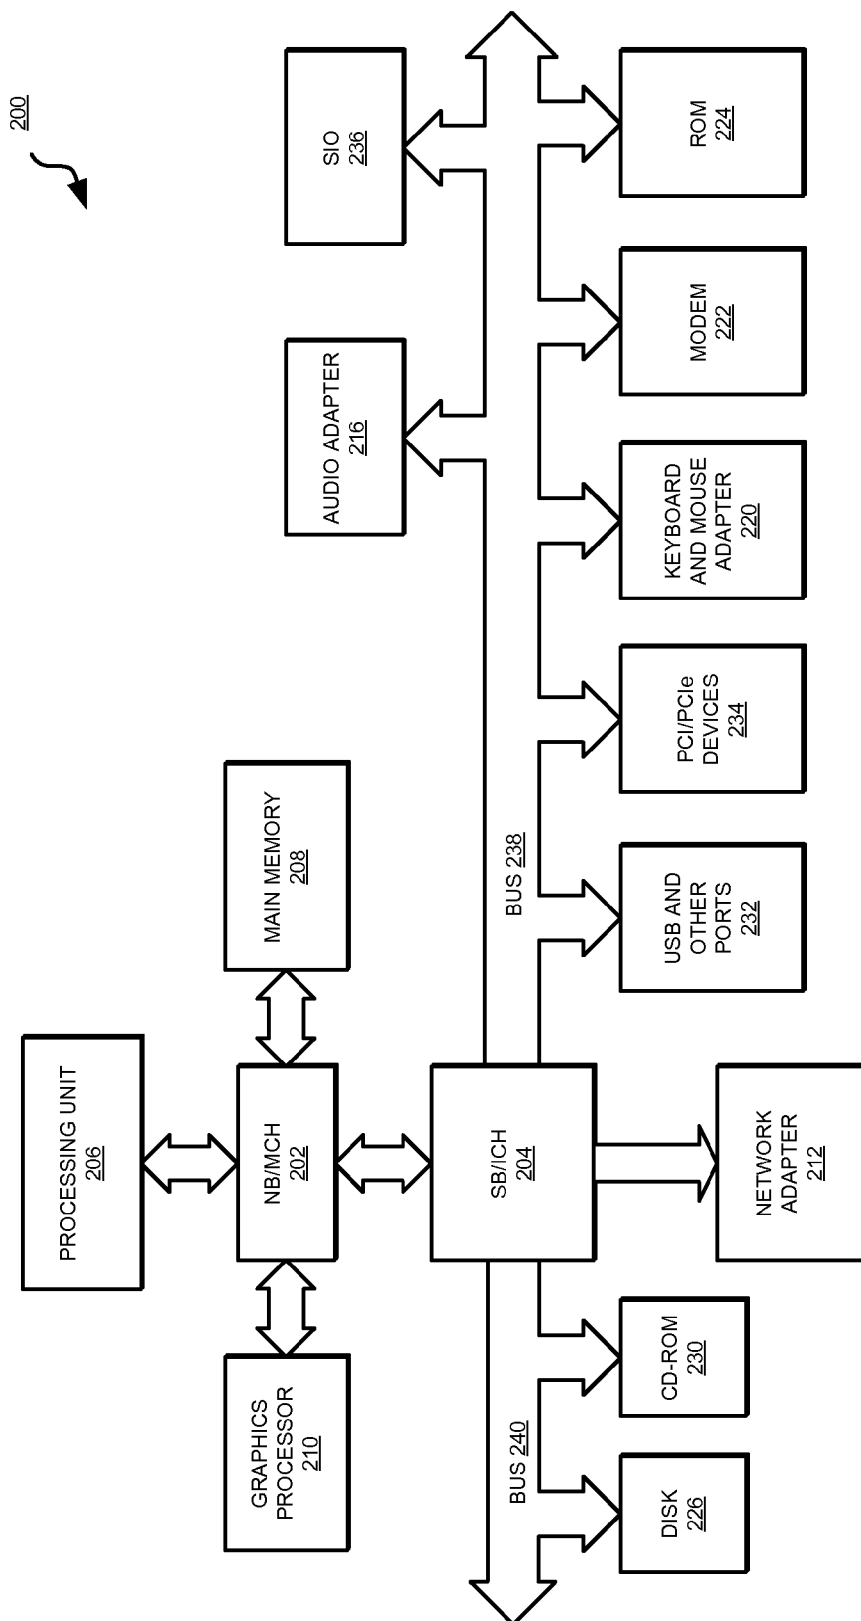 200
PROCESSING UNIT
206
GRAPHICS
PROCESSOR
210
NB/MCH
202
MAIN MEMORY
208
AUDIO ADAPTER
216
SIO
236
SB/ICH
204
BUS 240
BUS 238
DISK
226
CD-ROM
230
NETWORK
ADAPTER
212
USB AND
OTHER
PORTS
232
PCI/PCIe
DEVICES
234
KEYBOARD
AND MOUSE
ADAPTER
220
MODEM
222
ROM
224